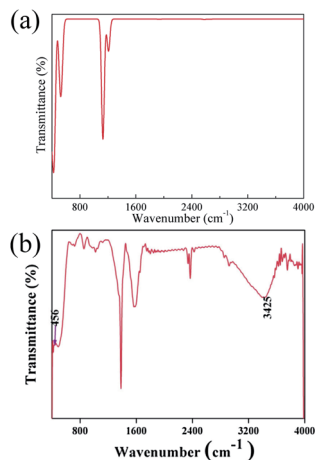 (a)
Transmittance (%)
800 1600 2400 3200 4000
Wavenumber (cm-1)
(b)
Transmittance (%)
456
3425
800 1600 2400 3200 4000
Wavenumber (cm-1)